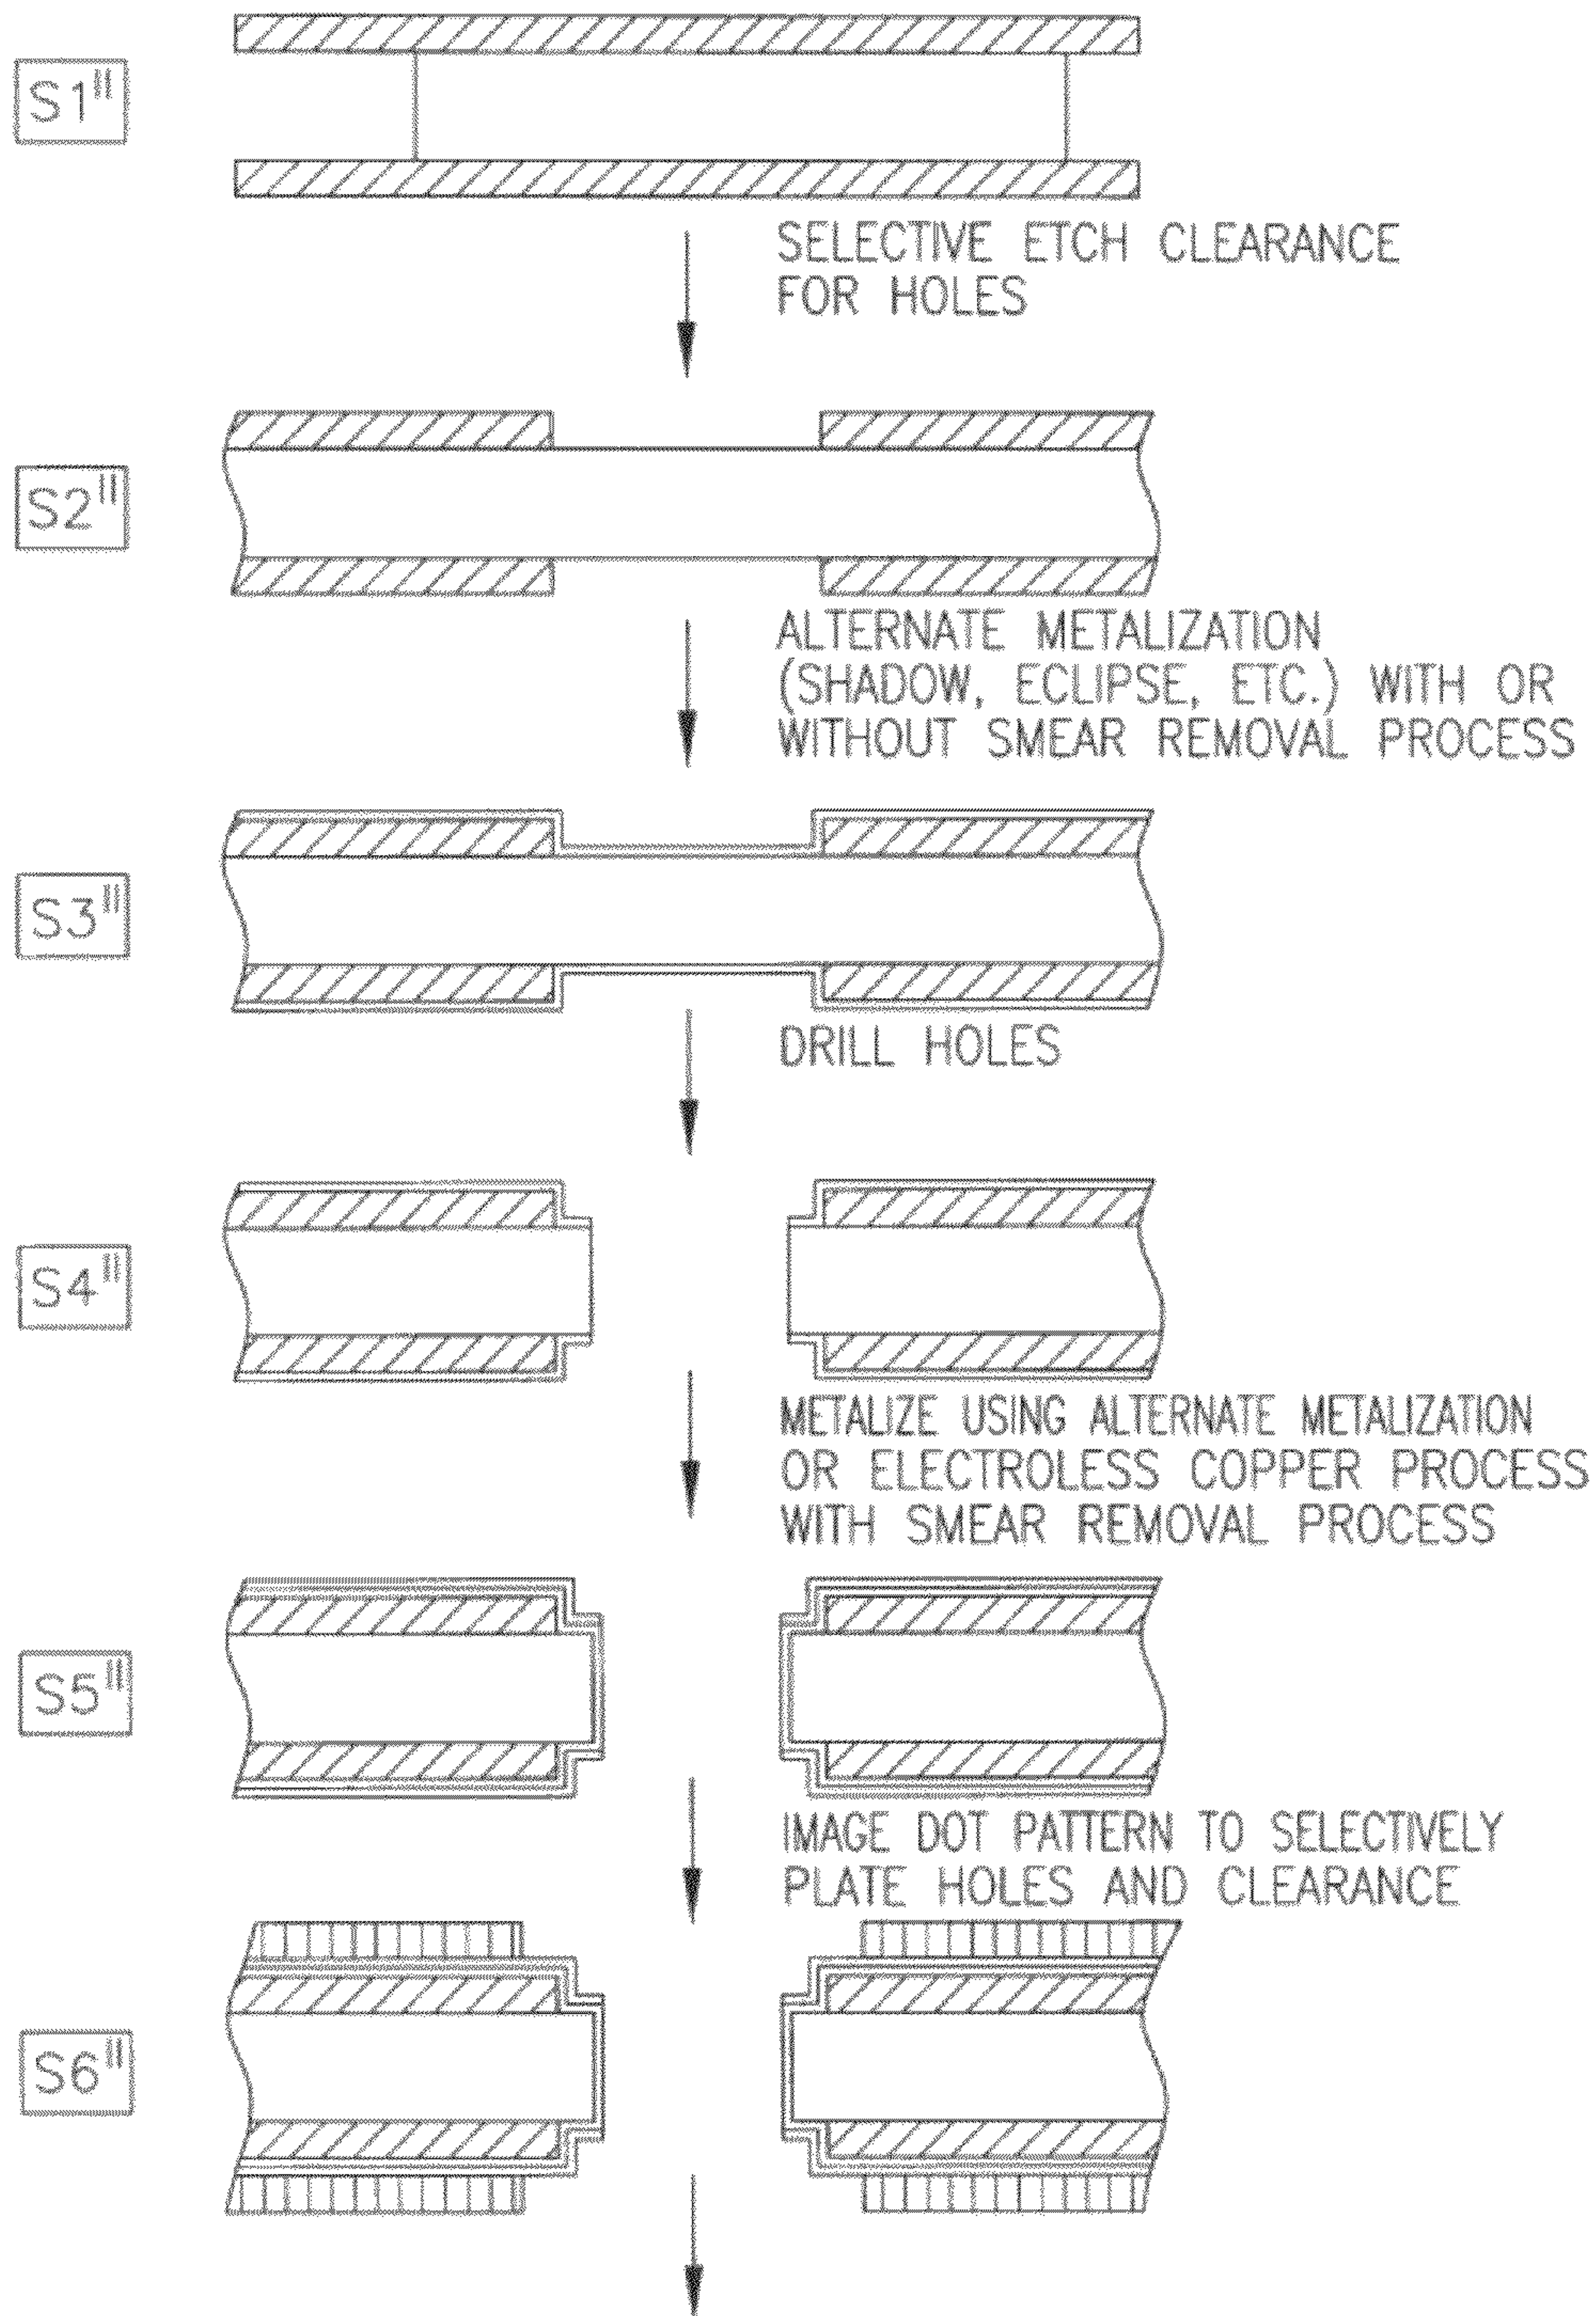 S1"
SELECTIVE ETCH CLEARANCE
FOR HOLES
S2"
ALTERNATE METALIZATION
(SHADOW, ECLIPSE, ETC.) WITH OR
WITHOUT SMEAR REMOVAL PROCESS
S3"
DRILL HOLES
S4"
METALIZE USING ALTERNATE METALIZATION
OR ELECTROLESS COPPER PROCESS
WITH SMEAR REMOVAL PROCESS
S5"
IMAGE DOT PATTERN TO SELECTIVELY
PLATE HOLES AND CLEARANCE
S6"